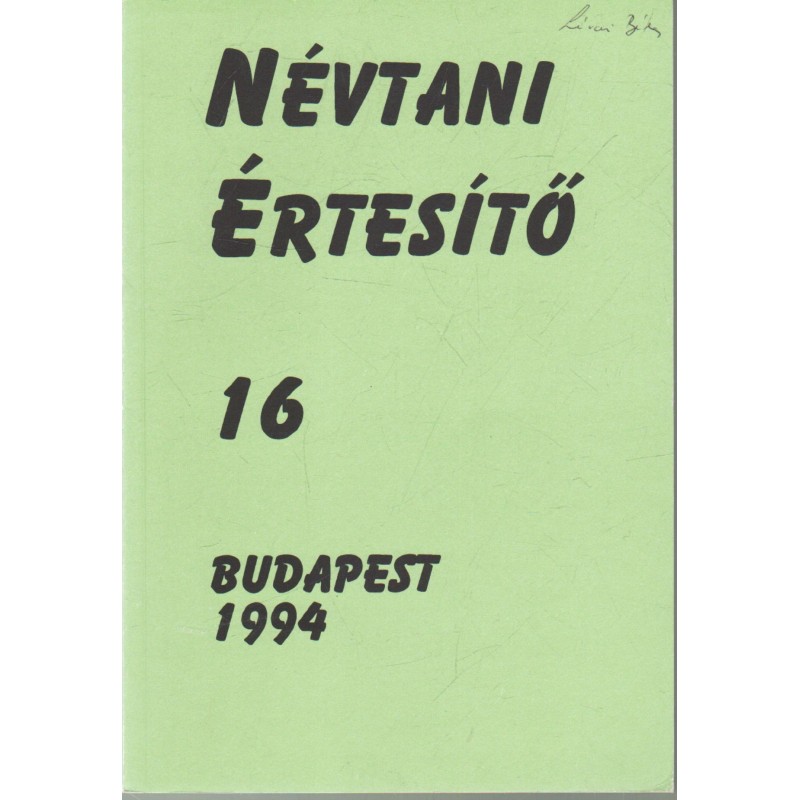 NÉVTANI
ÉRTESÍTŐ
16
BUDAPEST
1994